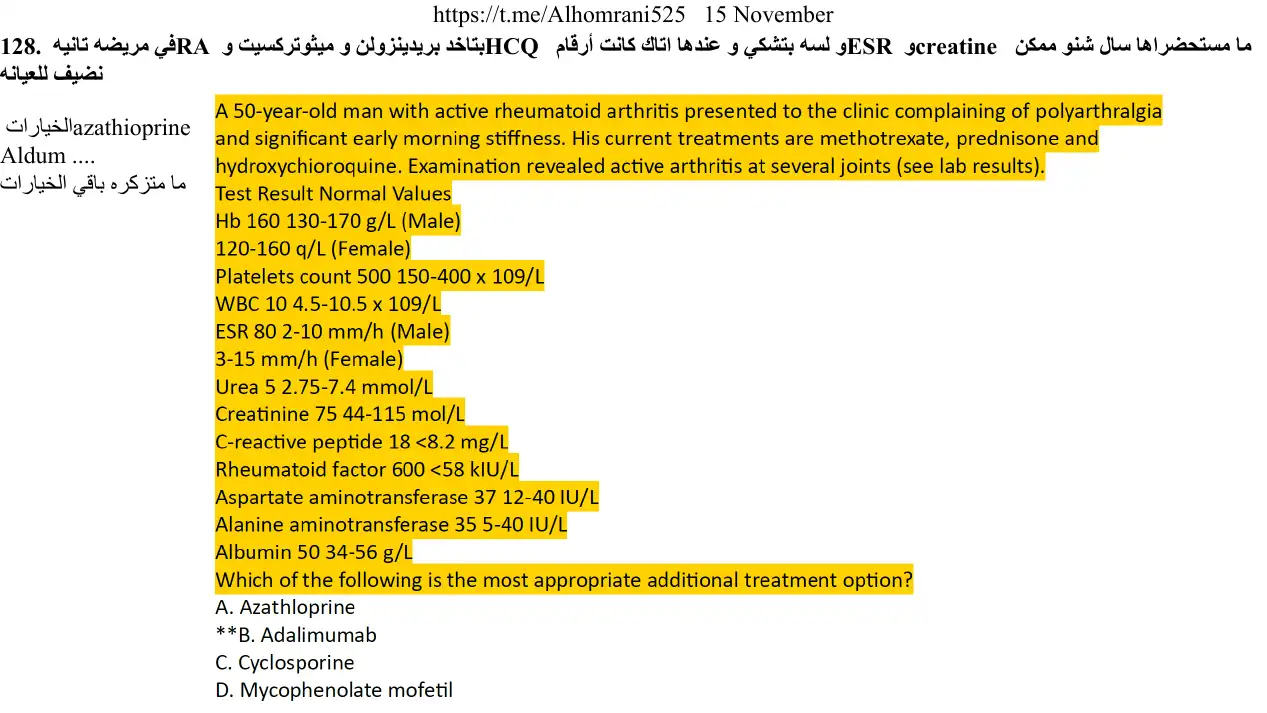 https://t.me/Alhomrani525 15 November
128. في مريضه تانيه RA بتاخد بريدينزولن و ميثوتركسيت و HCQ و لسه بتشكي و عندها اتاك كانت أرقام ESR و creatine ما مستحضراها سال شنو ممكن
نضيف للعيانه
الخيارات azathioprine
Aldum ....
ما متزكره باقي الخيارات
A 50-year-old man with active rheumatoid arthritis presented to the clinic complaining of polyarthralgia
and significant early morning stiffness. His current treatments are methotrexate, prednisone and
hydroxychioroquine. Examination revealed active arthritis at several joints (see lab results).
Test Result Normal Values
Hb 160 130-170 g/L (Male)
120-160 q/L (Female)
Platelets count 500 150-400 x 109/L
WBC 10 4.5-10.5 x 109/L
ESR 80 2-10 mm/h (Male)
3-15 mm/h (Female)
Urea 5 2.75-7.4 mmol/L
Creatinine 75 44-115 mol/L
C-reactive peptide 18 <8.2 mg/L
Rheumatoid factor 600 <58 kIU/L
Aspartate aminotransferase 37 12-40 IU/L
Alanine aminotransferase 35 5-40 IU/L
Albumin 50 34-56 g/L
Which of the following is the most appropriate additional treatment option?
A. Azathloprine
**B. Adalimumab
C. Cyclosporine
D. Mycophenolate mofetil